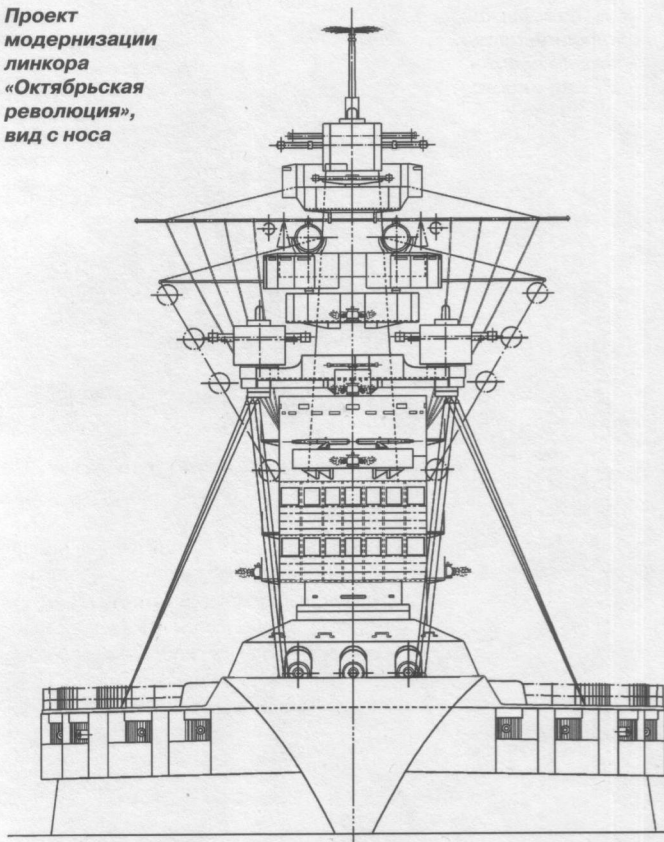 Проект
модернизации
линкора
«Октябрьская
революция»,
вид с носа